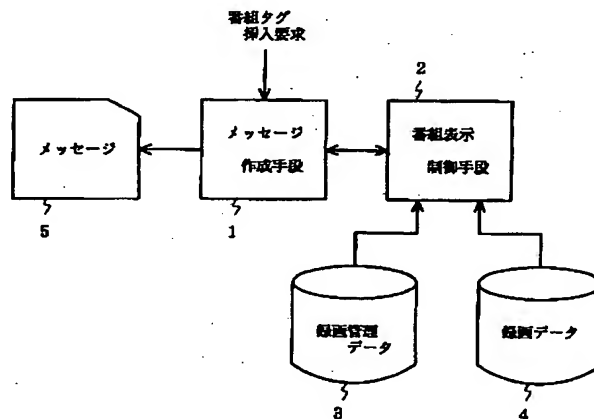 番組タグ
挿入要求
2
メッセージ
メッセージ
作成手段
番組表示
制御手段
5
1
録画管理
データ
録画データ
3
4